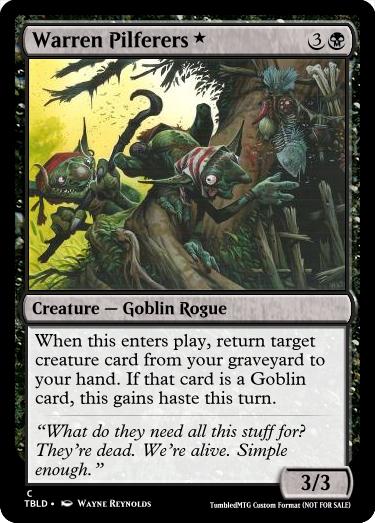 Warren Pilferers ★ 3
Creature — Goblin Rogue
When this enters play, return target
creature card from your graveyard to
your hand. If that card is a Goblin
card, this gains haste this turn.
“What do they need all this stuff for?
They’re dead. We’re alive. Simple
enough.”
3/3
C
TBLD • Wayne Reynolds
TumbledMTG Custom Format (NOT FOR SALE)